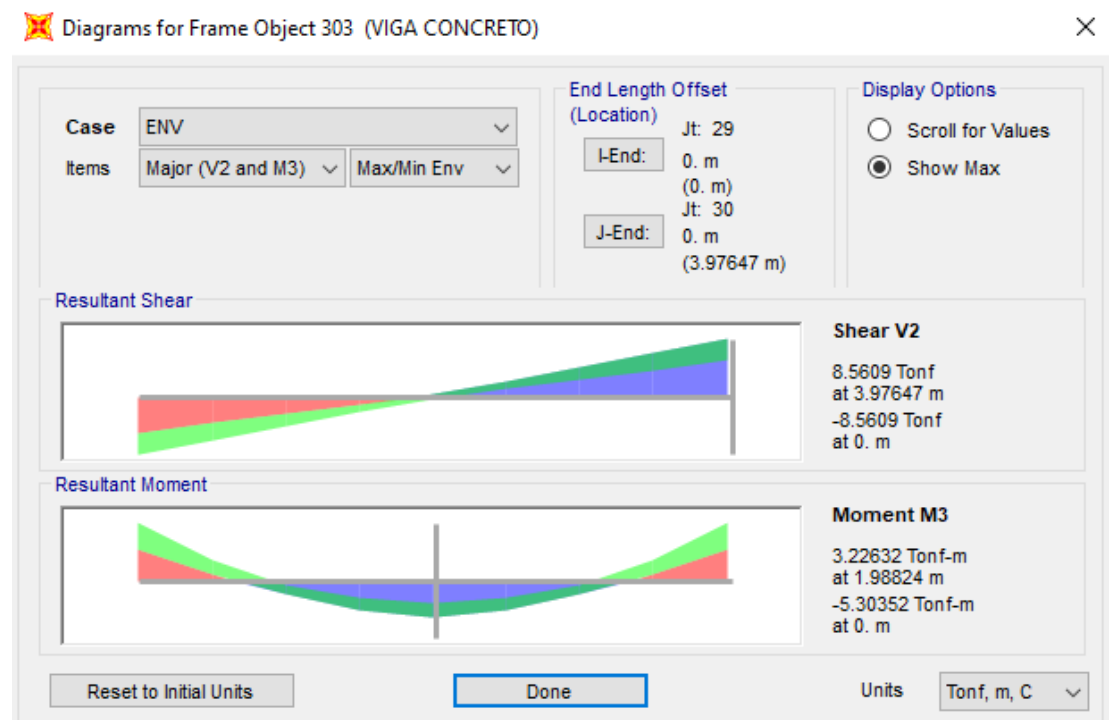 Diagrams for Frame Object 303 (VIGA CONCRETO)
Case ENV
Items Major (V2 and M3) Max/Min Env
End Length Offset
(Location)
Jt: 29
I-End: 0. m
(0. m)
Jt: 30
J-End: 0. m
(3.97647 m)
Display Options
Scroll for Values
Show Max
Resultant Shear
Shear V2
8.5609 Tonf
at 3.97647 m
-8.5609 Tonf
at 0. m
Resultant Moment
Moment M3
3.22632 Tonf-m
at 1.98824 m
-5.30352 Tonf-m
at 0. m
Reset to Initial Units Done Units Tonf, m, C